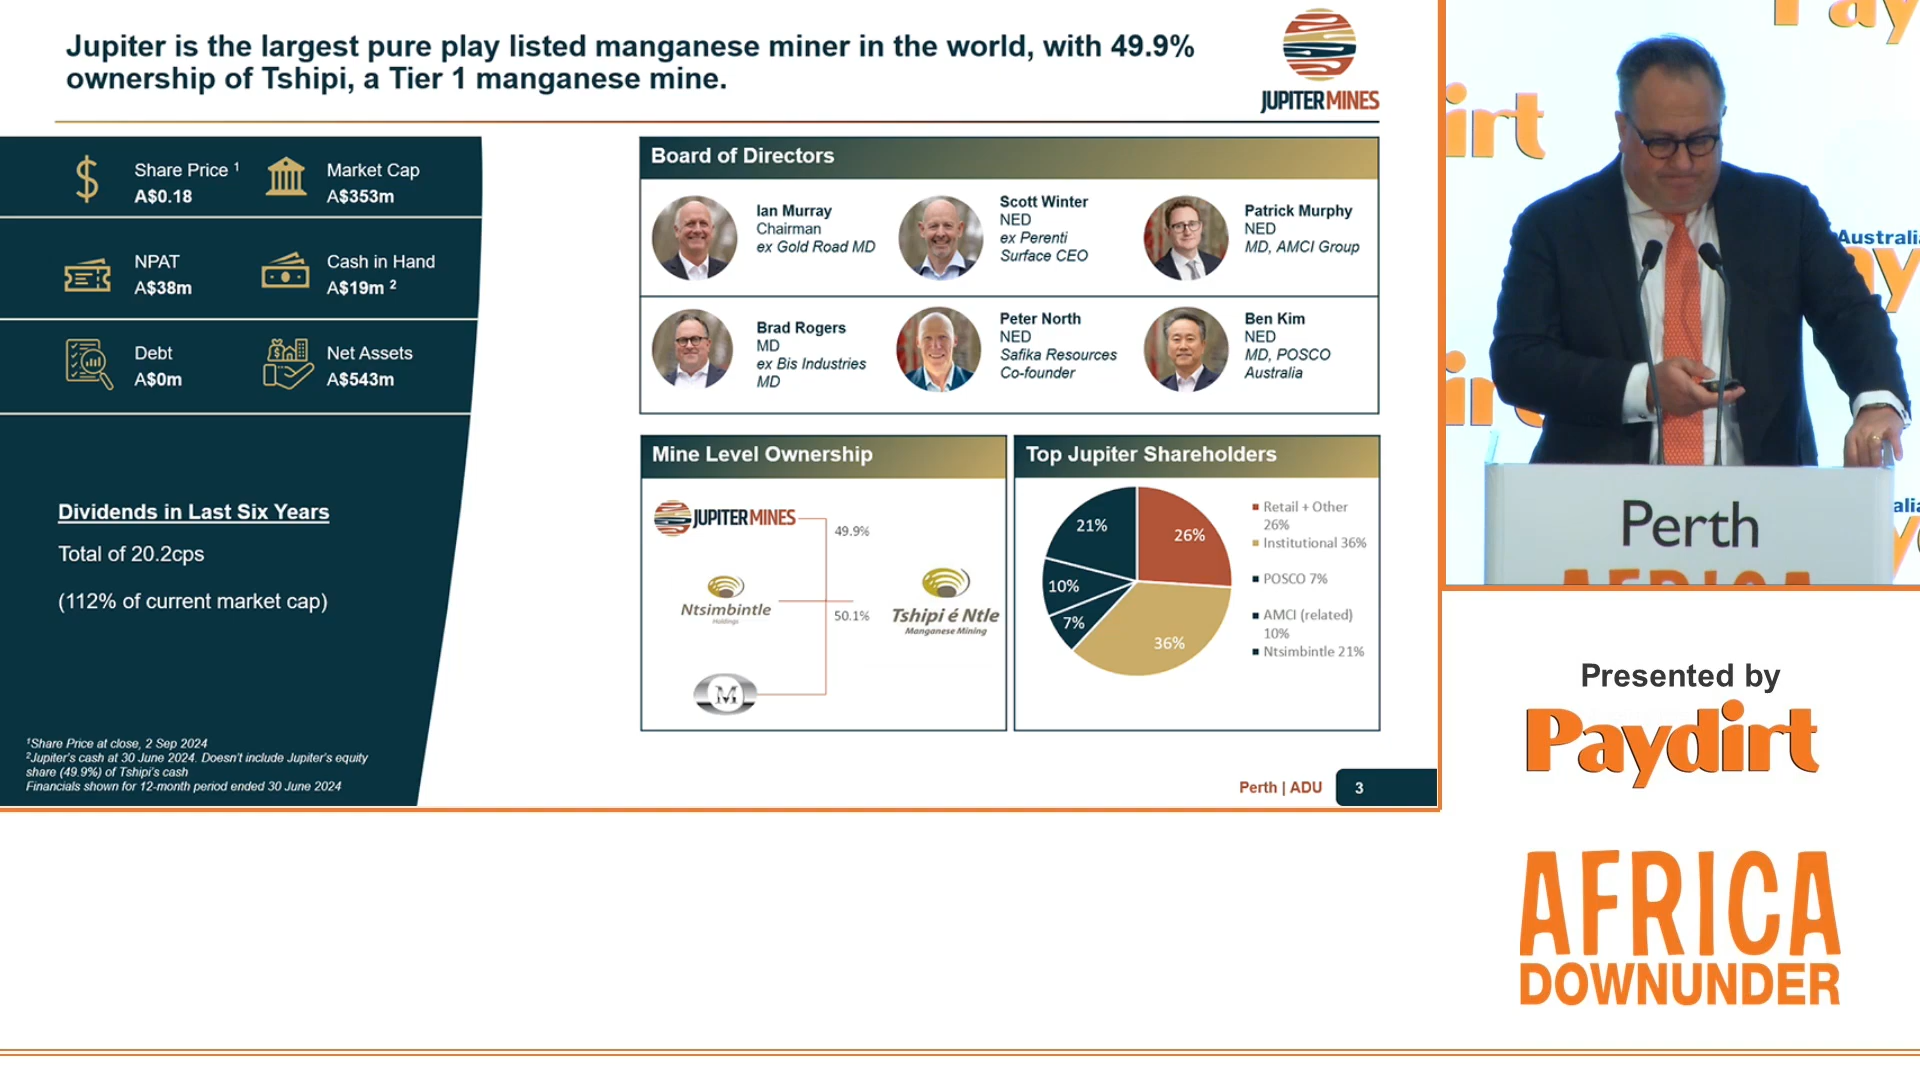 Jupiter is the largest pure play listed manganese miner in the world, with 49.9%
ownership of Tshipi, a Tier 1 manganese mine.
JUPITER MINES
Share Price 1
A$0.18
Market Cap
A$353m
NPAT
A$38m
Cash in Hand
A$19m 2
Debt
A$0m
Net Assets
A$543m
Dividends in Last Six Years
Total of 20.2cps
(112% of current market cap)
1Share Price at close, 2 Sep 2024
2Jupiter's cash at 30 June 2024. Doesn't include Jupiter's equity
share (49.9%) of Tshipi's cash
Financials shown for 12-month period ended 30 June 2024
Board of Directors
Ian Murray
Chairman
ex Gold Road MD
Scott Winter
NED
ex Perenti
Surface CEO
Patrick Murphy
NED
MD, AMCI Group
Brad Rogers
MD
ex Bis Industries
MD
Peter North
NED
Safika Resources
Co-founder
Ben Kim
NED
MD, POSCO
Australia
Mine Level Ownership
JUPITER MINES
49.9%
Ntsimbintle
Holdings
50.1%
Tshipi é Ntle
Manganese Mining
M
Top Jupiter Shareholders
21%
26%
10%
7%
36%
Retail + Other
26%
Institutional 36%
POSCO 7%
AMCI (related)
10%
Ntsimbintle 21%
Perth | ADU
3
Pay
irt
Australia
Perth
AFRICA
Presented by
Paydirt
AFRICA
DOWNUNDER